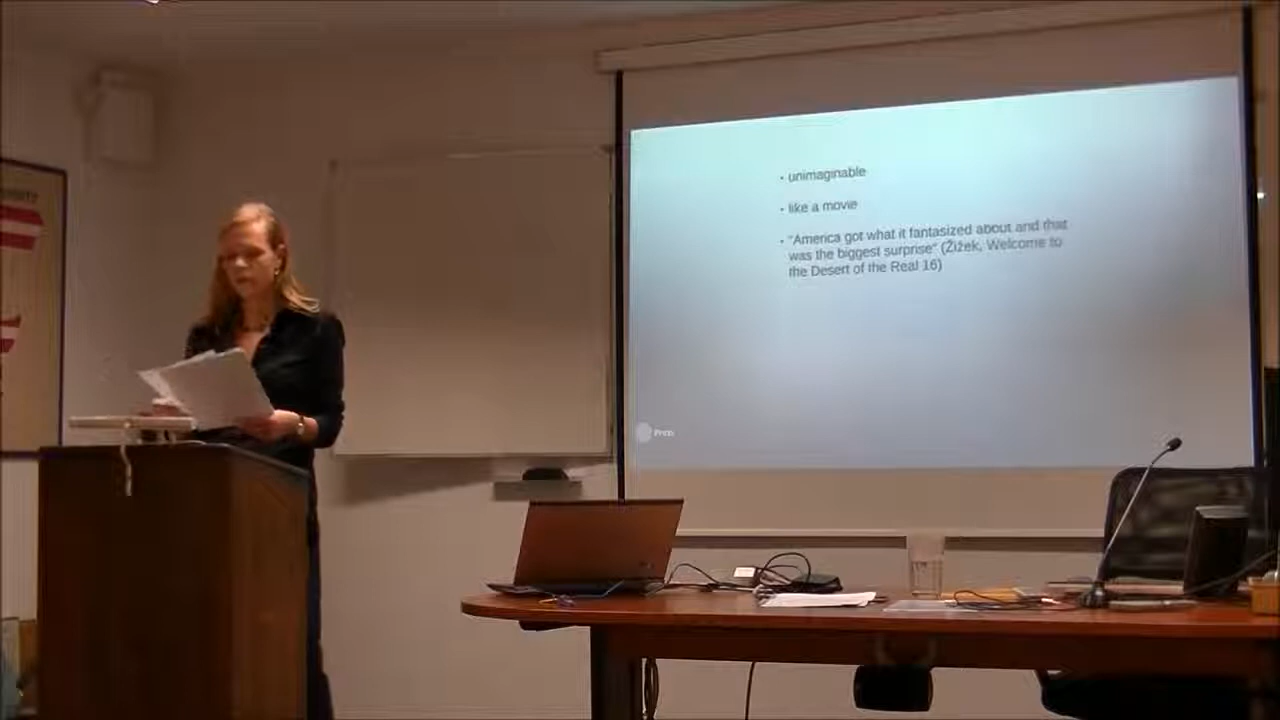 • unimaginable
• like a movie
• "America got what it fantasized about and that
was the biggest surprise" (Žižek, Welcome to
the Desert of the Real 16)
Prezi